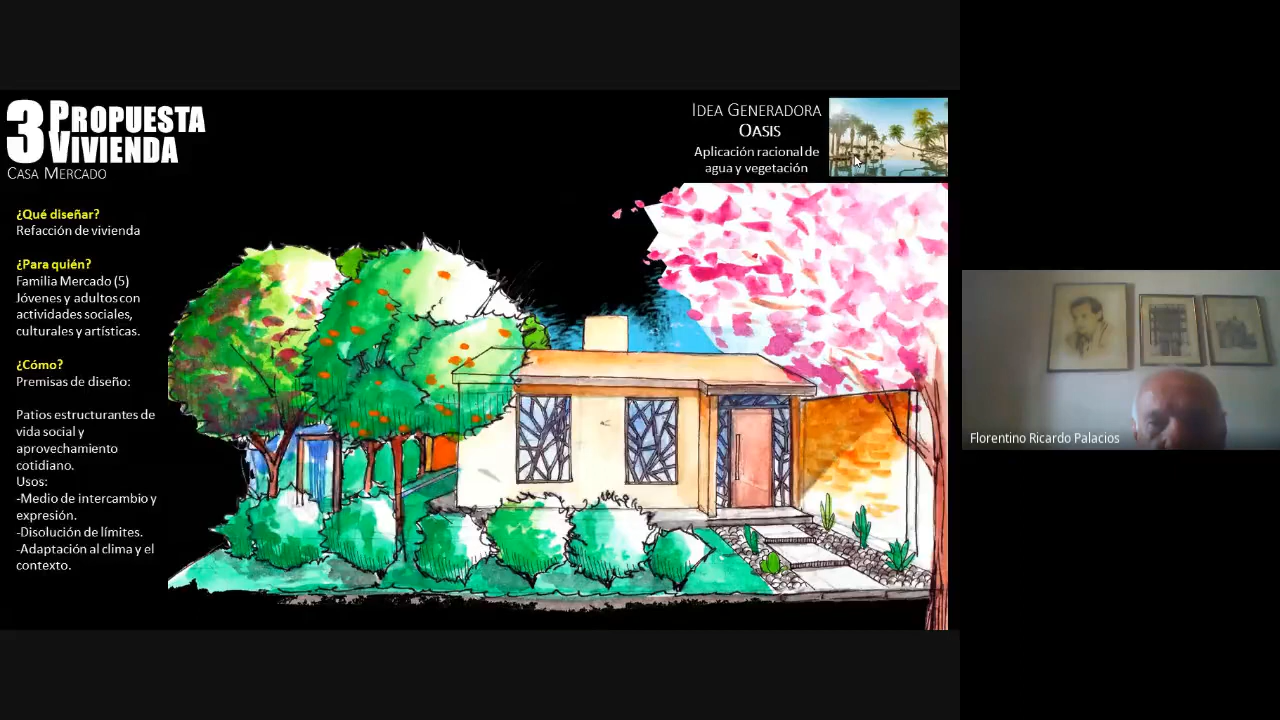 3 PROPUESTA
VIVIENDA
CASA MERCADO
IDEA GENERADORA
OASIS
Aplicación racional de
agua y vegetación
¿Qué diseñar?
Refacción de vivienda
¿Para quién?
Familia Mercado (5)
Jóvenes y adultos con
actividades sociales,
culturales y artísticas.
¿Cómo?
Premisas de diseño:
Patios estructurantes de
vida social y
aprovechamiento
cotidiano.
Usos:
-Medio de intercambio y
expresión.
-Disolución de límites.
-Adaptación al clima y el
contexto.
Florentino Ricardo Palacios